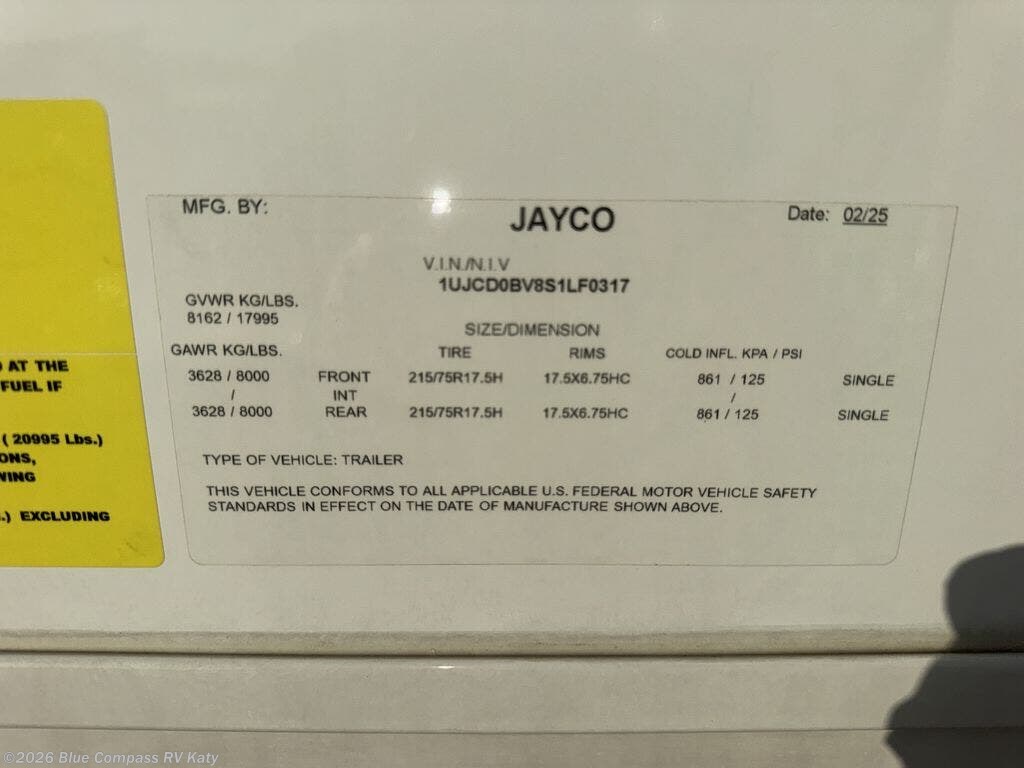 MFG. BY: JAYCO Date: 02/25
V.I.N./N.I.V
1UJCD0BV8S1LF0317
GVWR KG/LBS.
8162 / 17995
SIZE/DIMENSION
GAWR KG/LBS. TIRE RIMS COLD INFL. KPA / PSI
3628 / 8000 FRONT 215/75R17.5H 17.5X6.75HC 861 / 125 SINGLE
/ INT /
3628 / 8000 REAR 215/75R17.5H 17.5X6.75HC 861 / 125 SINGLE
TYPE OF VEHICLE: TRAILER
THIS VEHICLE CONFORMS TO ALL APPLICABLE U.S. FEDERAL MOTOR VEHICLE SAFETY
STANDARDS IN EFFECT ON THE DATE OF MANUFACTURE SHOWN ABOVE.
AT THE
FUEL IF
( 20995 Lbs.)
EXCLUDING
©2026 Blue Compass RV Katy